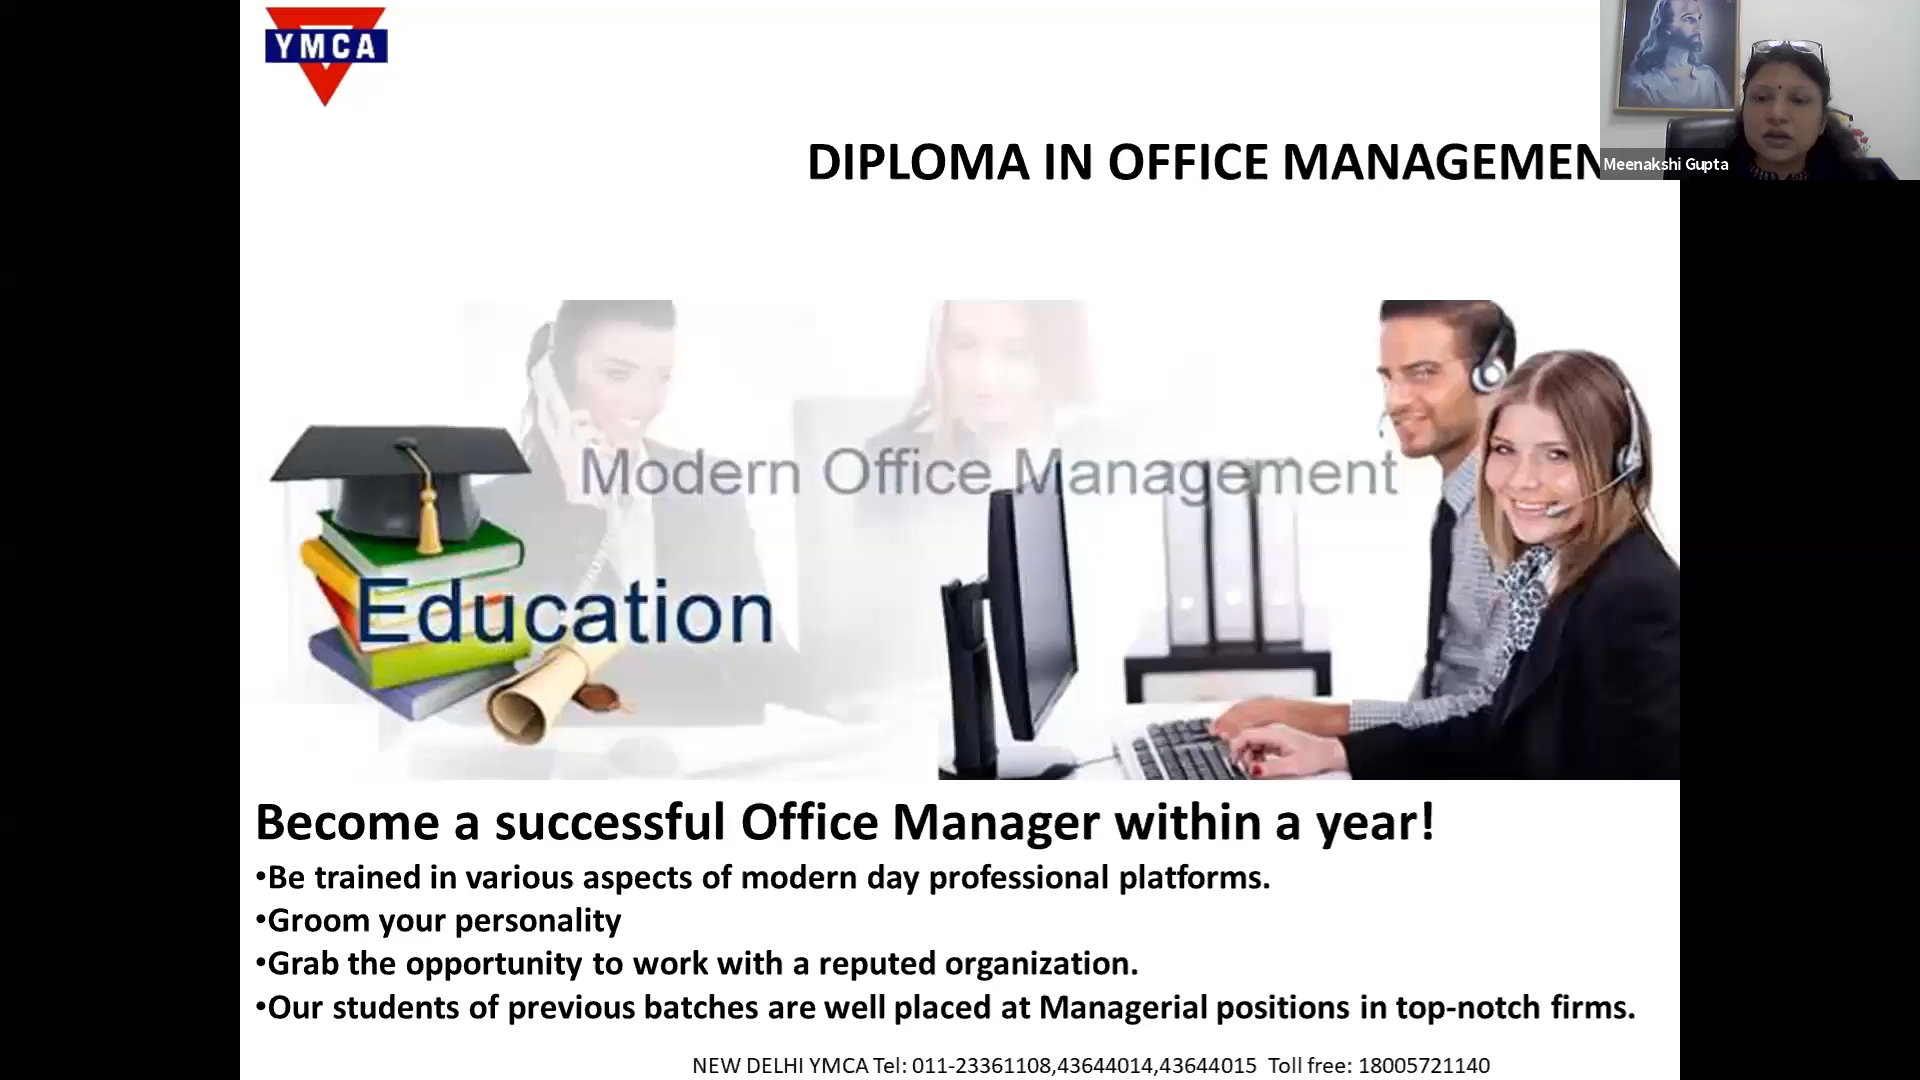 YMCA
DIPLOMA IN OFFICE MANAGEMEN
Meenakshi Gupta
Modern Office Management
Education
Become a successful Office Manager within a year!
•Be trained in various aspects of modern day professional platforms.
•Groom your personality
•Grab the opportunity to work with a reputed organization.
•Our students of previous batches are well placed at Managerial positions in top-notch firms.
NEW DELHI YMCA Tel: 011-23361108,43644014,43644015 Toll free: 18005721140